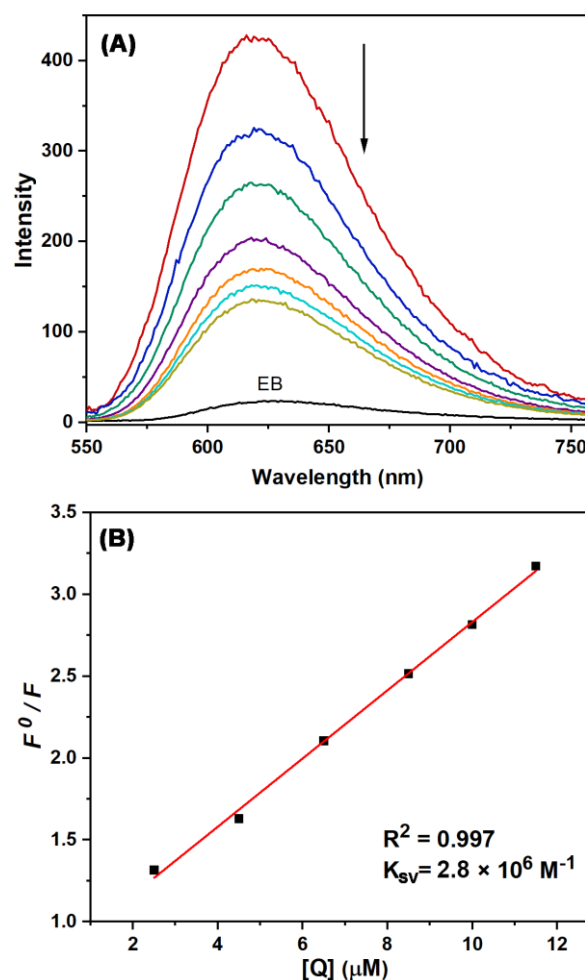 (A)
400
300
200
100
0
Intensity
EB
550 600 650 700 750
Wavelength (nm)
(B)
3.5
3.0
2.5
2.0
1.5
1.0
F⁰ / F
R² = 0.997
Kₛᵥ= 2.8 × 10⁶ M⁻¹
2 4 6 8 10 12
[Q] (μM)